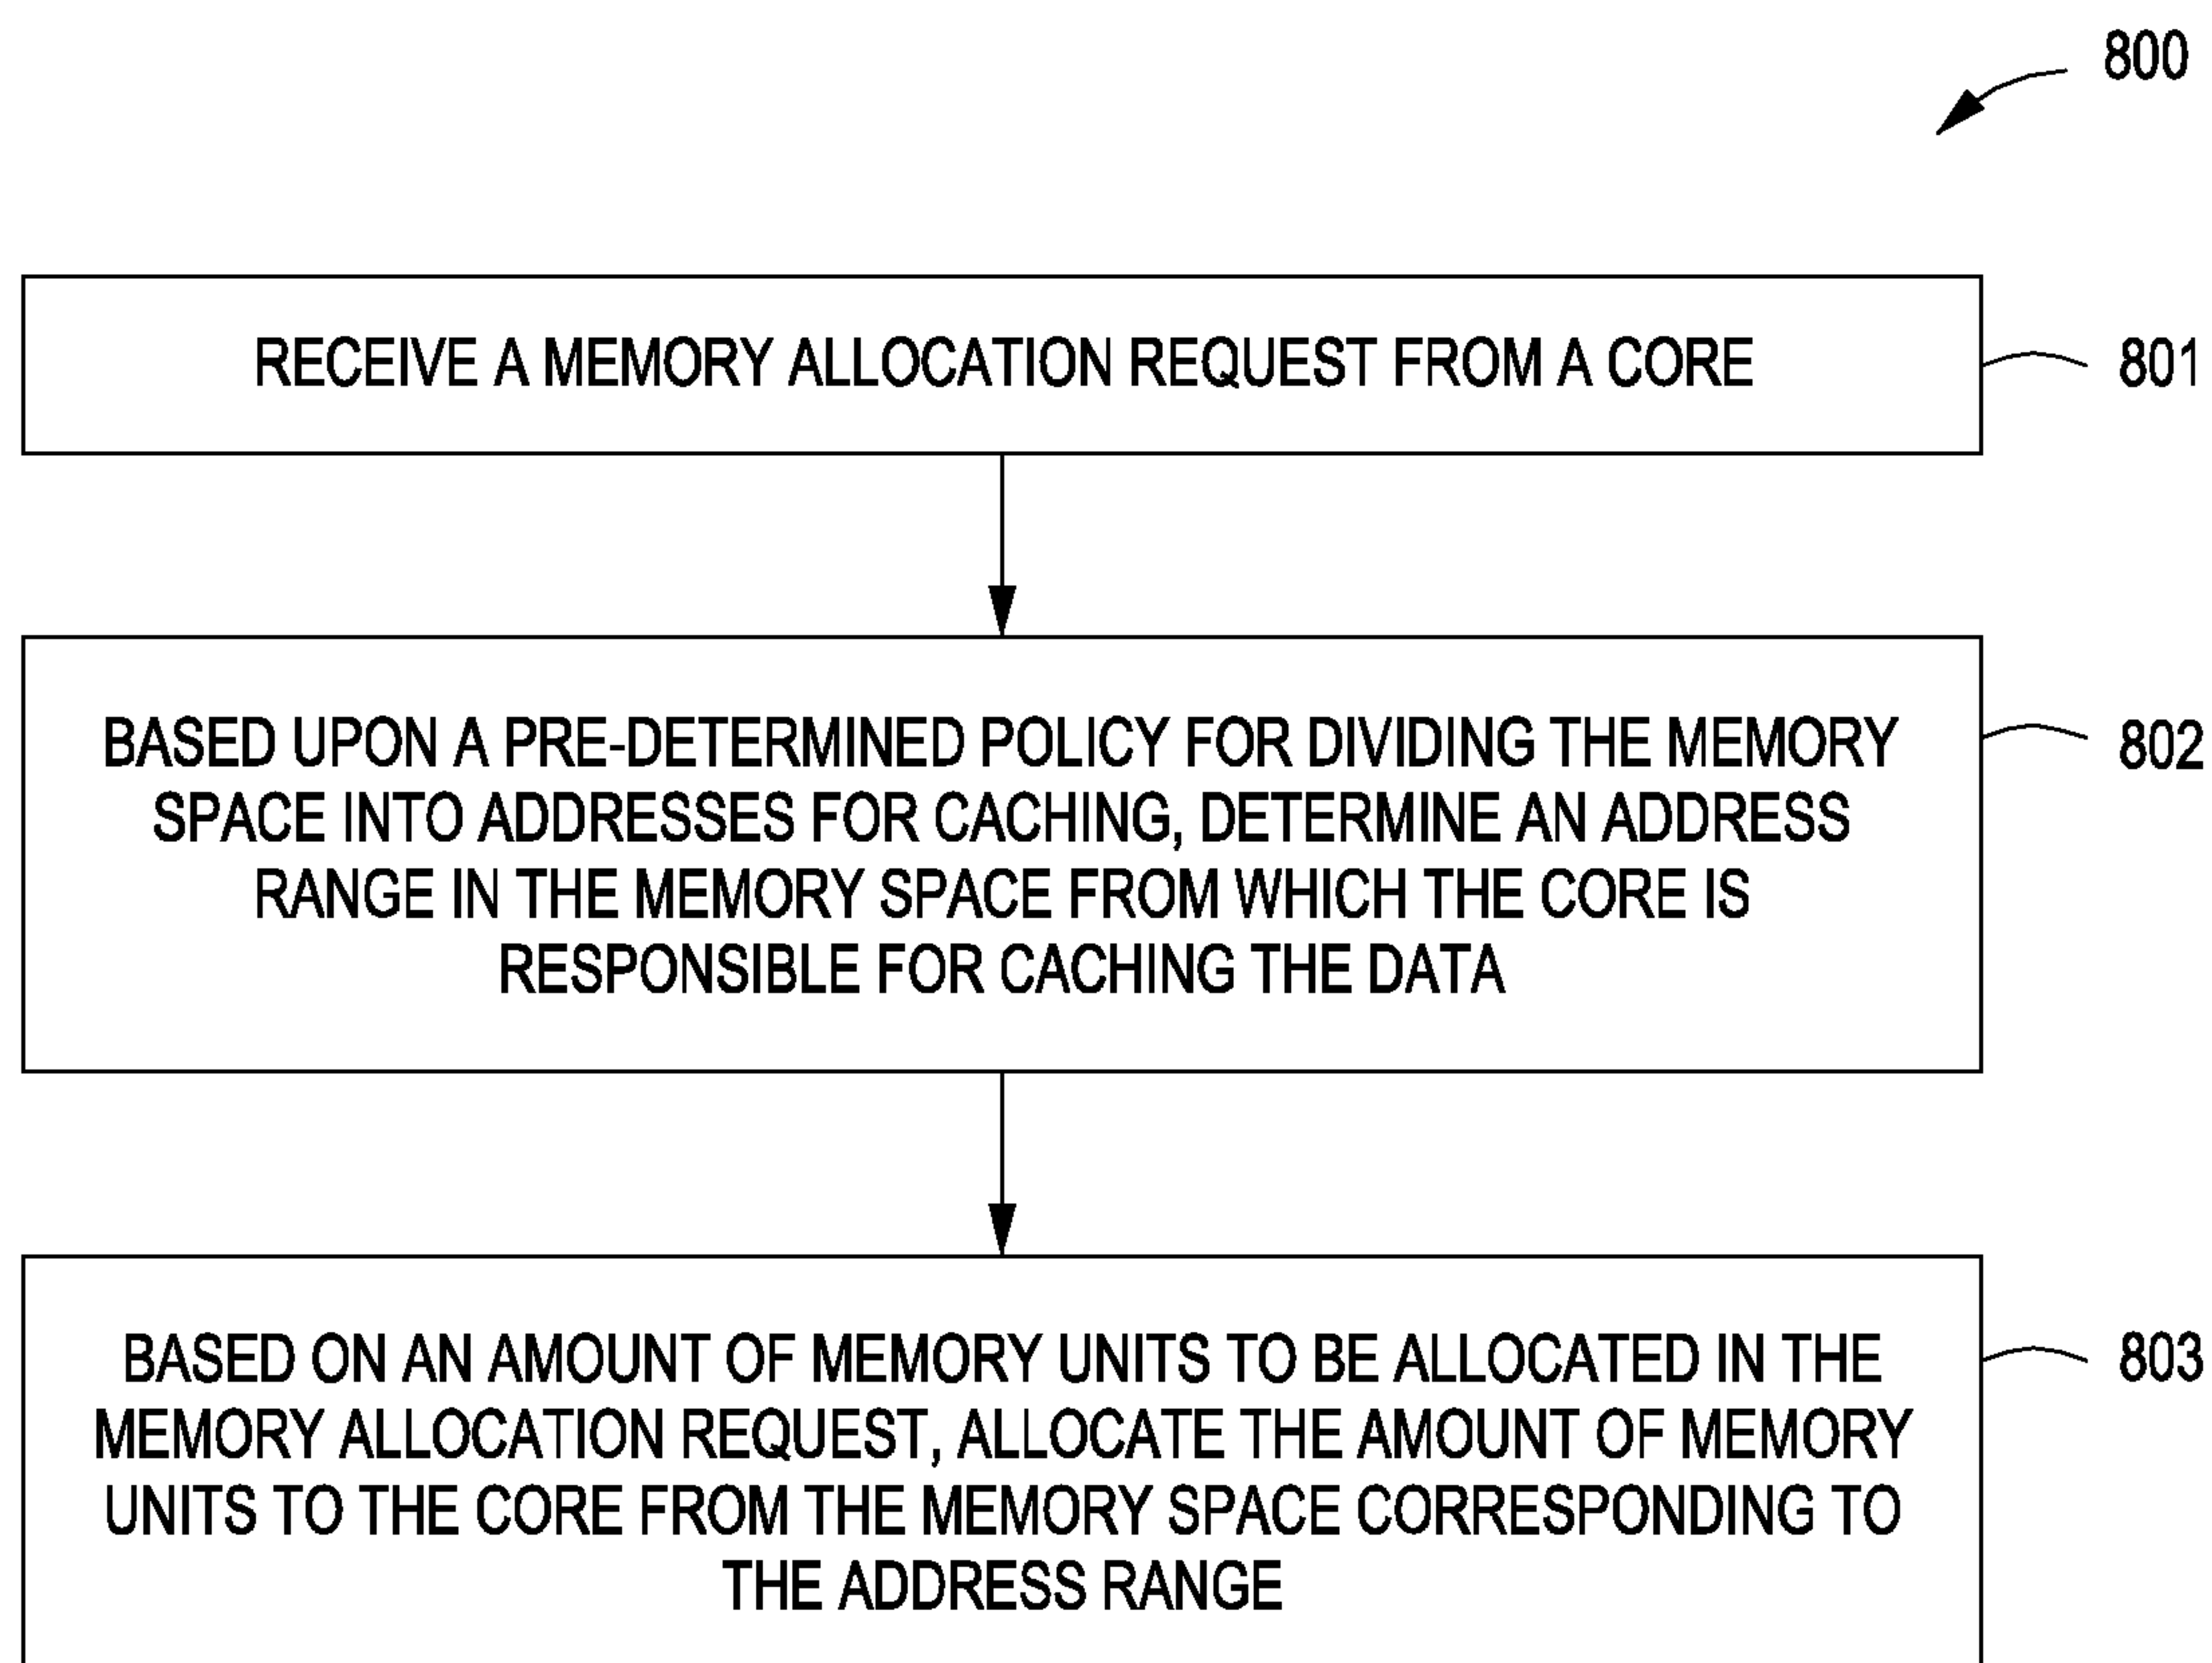 800
RECEIVE A MEMORY ALLOCATION REQUEST FROM A CORE
801
BASED UPON A PRE-DETERMINED POLICY FOR DIVIDING THE MEMORY
SPACE INTO ADDRESSES FOR CACHING, DETERMINE AN ADDRESS
RANGE IN THE MEMORY SPACE FROM WHICH THE CORE IS
RESPONSIBLE FOR CACHING THE DATA
802
BASED ON AN AMOUNT OF MEMORY UNITS TO BE ALLOCATED IN THE
MEMORY ALLOCATION REQUEST, ALLOCATE THE AMOUNT OF MEMORY
UNITS TO THE CORE FROM THE MEMORY SPACE CORRESPONDING TO
THE ADDRESS RANGE
803